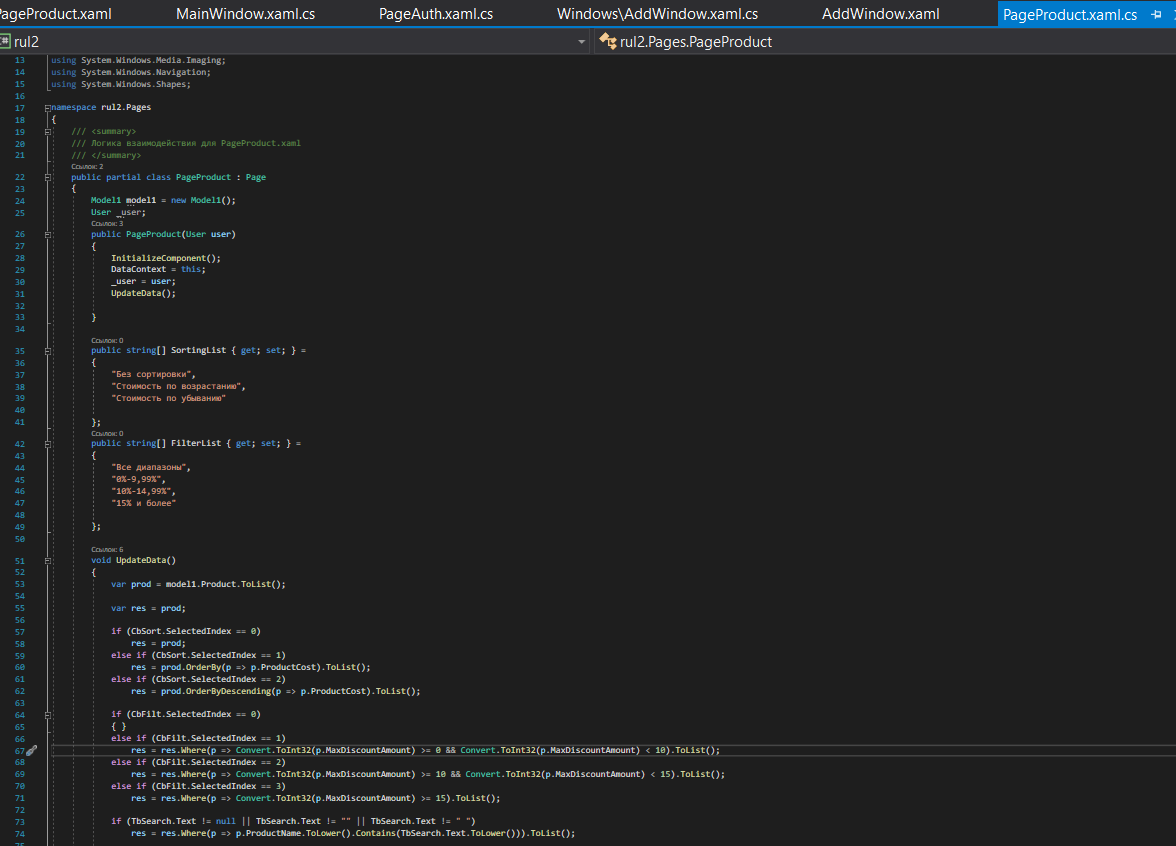 PageProduct.xaml MainWindow.xaml.cs PageAuth.xaml.cs Windows\AddWindow.xaml.cs AddWindow.xaml PageProduct.xaml.cs
rul2 rul2.Pages.PageProduct
13 using System.Windows.Media.Imaging;
14 using System.Windows.Navigation;
15 using System.Windows.Shapes;
16
17 namespace rul2.Pages
18 {
19 /// <summary>
20 /// Логика взаимодействия для PageProduct.xaml
21 /// </summary>
Ссылок: 2
22 public partial class PageProduct : Page
23 {
24 Model1 model1 = new Model1();
25 User _user;
Ссылок: 3
26 public PageProduct(User user)
27 {
28 InitializeComponent();
29 DataContext = this;
30 _user = user;
31 UpdateData();
32
33 }
34
Ссылок: 0
35 public string[] SortingList { get; set; } =
36 {
37 "Без сортировки",
38 "Стоимость по возрастанию",
39 "Стоимость по убыванию"
40
41 };
Ссылок: 0
42 public string[] FilterList { get; set; } =
43 {
44 "Все диапазоны",
45 "0%-9,99%",
46 "10%-14,99%",
47 "15% и более"
48
49 };
50
Ссылок: 6
51 void UpdateData()
52 {
53 var prod = model1.Product.ToList();
54
55 var res = prod;
56
57 if (CbSort.SelectedIndex == 0)
58 res = prod;
59 else if (CbSort.SelectedIndex == 1)
60 res = prod.OrderBy(p => p.ProductCost).ToList();
61 else if (CbSort.SelectedIndex == 2)
62 res = prod.OrderByDescending(p => p.ProductCost).ToList();
63
64 if (CbFilt.SelectedIndex == 0)
65 { }
66 else if (CbFilt.SelectedIndex == 1)
67 res = res.Where(p => Convert.ToInt32(p.MaxDiscountAmount) >= 0 && Convert.ToInt32(p.MaxDiscountAmount) < 10).ToList();
68 else if (CbFilt.SelectedIndex == 2)
69 res = res.Where(p => Convert.ToInt32(p.MaxDiscountAmount) >= 10 && Convert.ToInt32(p.MaxDiscountAmount) < 15).ToList();
70 else if (CbFilt.SelectedIndex == 3)
71 res = res.Where(p => Convert.ToInt32(p.MaxDiscountAmount) >= 15).ToList();
72
73 if (TbSearch.Text != null || TbSearch.Text != "" || TbSearch.Text != " ")
74 res = res.Where(p => p.ProductName.ToLower().Contains(TbSearch.Text.ToLower())).ToList();
75